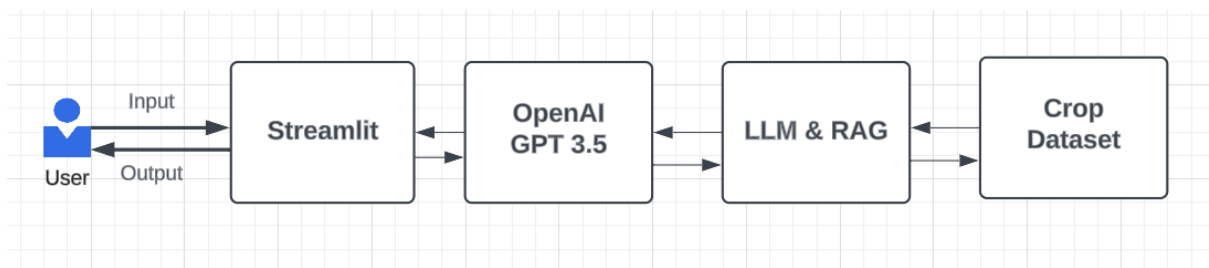 Input
Output
User
Streamlit
OpenAI
GPT 3.5
LLM & RAG
Crop
Dataset